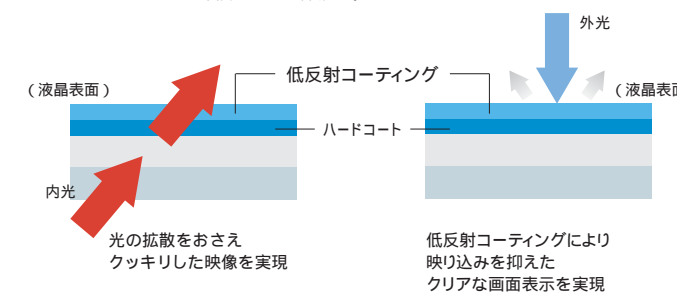 外光
低反射コーティング
(液晶表面)
(液晶表面
ハードコート
内光
光の拡散をおさえ
クッキリした映像を実現
低反射コーティングにより
映り込みを抑えた
クリアな画面表示を実現